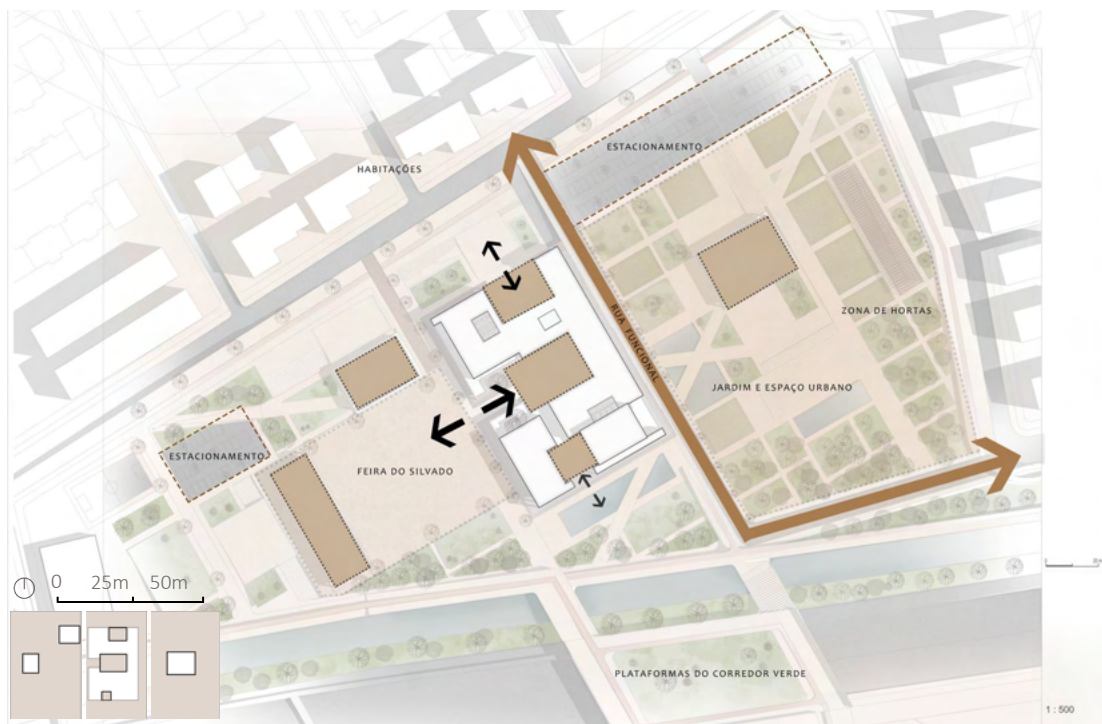 ESTACIONAMENTO
HABITAÇÕES
RUA FUNCIONAL
ZONA DE HORTAS
JARDIM E ESPAÇO URBANO
ESTACIONAMENTO
FEIRA DO SILVADO
0 25m 50m
PLATAFORMAS DO CORREDOR VERDE
1 : 500